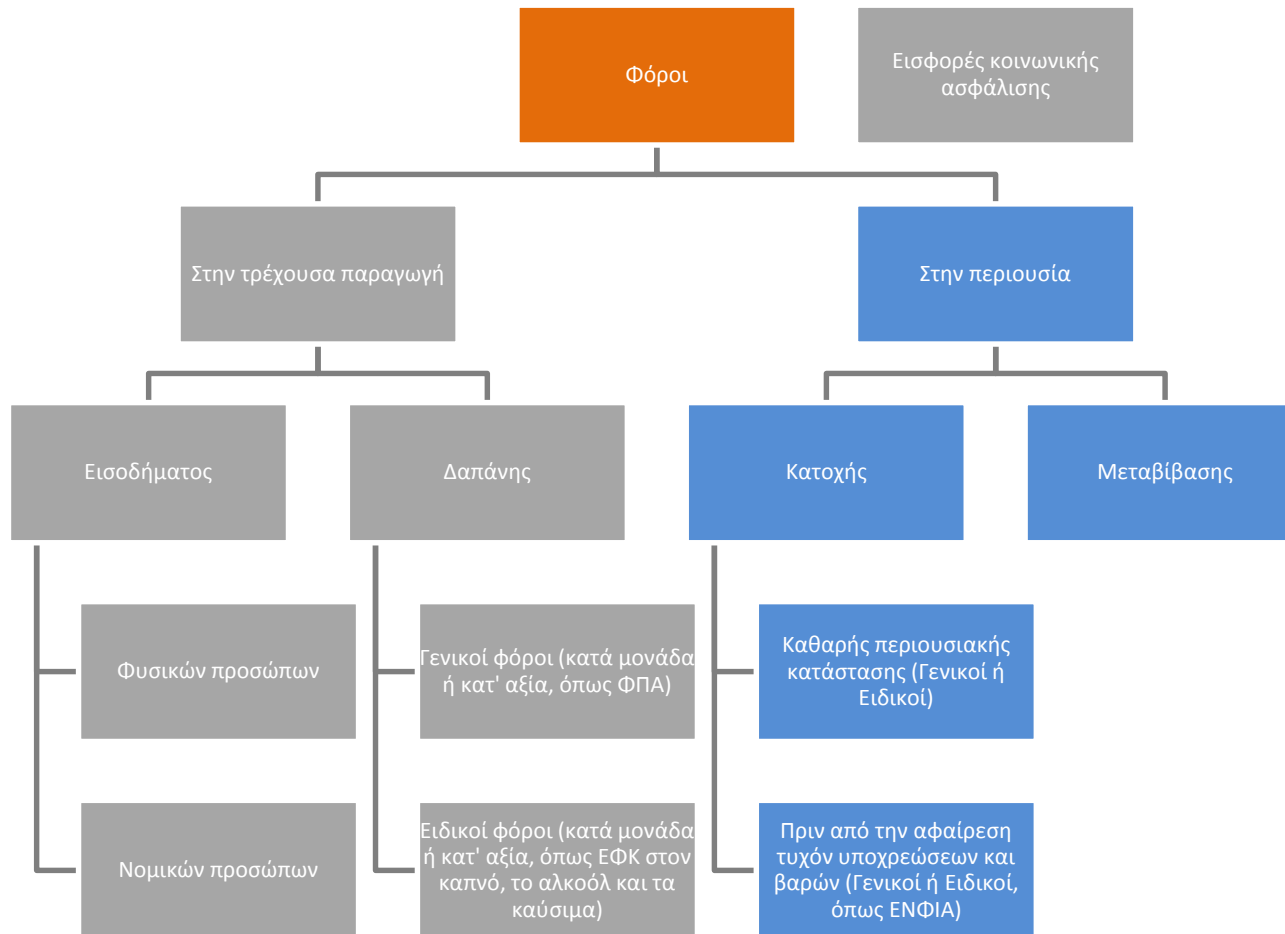 Φόροι
Εισφορές κοινωνικής
ασφάλισης
Στην τρέχουσα παραγωγή
Στην περιουσία
Εισοδήματος
Δαπάνης
Κατοχής
Μεταβίβασης
Φυσικών προσώπων
Γενικοί φόροι (κατά μονάδα
ή κατ' αξία, όπως ΦΠΑ)
Καθαρής περιουσιακής
κατάστασης (Γενικοί ή
Ειδικοί)
Νομικών προσώπων
Ειδικοί φόροι (κατά μονάδα
ή κατ' αξία, όπως ΕΦΚ στον
καπνό, το αλκοόλ και τα
καύσιμα)
Πριν από την αφαίρεση
τυχόν υποχρεώσεων και
βαρών (Γενικοί ή Ειδικοί,
όπως ΕΝΦΙΑ)